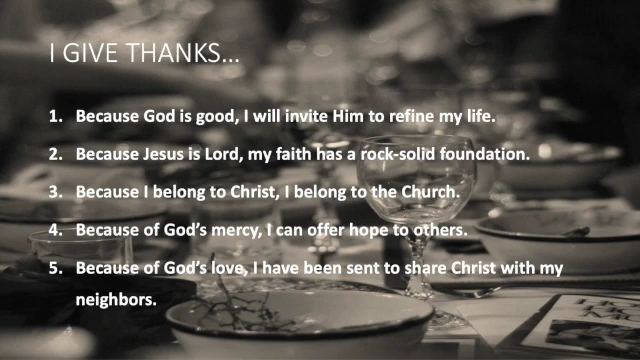 I GIVE THANKS...
1. Because God is good, I will invite Him to refine my life.
2. Because Jesus is Lord, my faith has a rock-solid foundation.
3. Because I belong to Christ, I belong to the Church.
4. Because of God’s mercy, I can offer hope to others.
5. Because of God’s love, I have been sent to share Christ with my
neighbors.